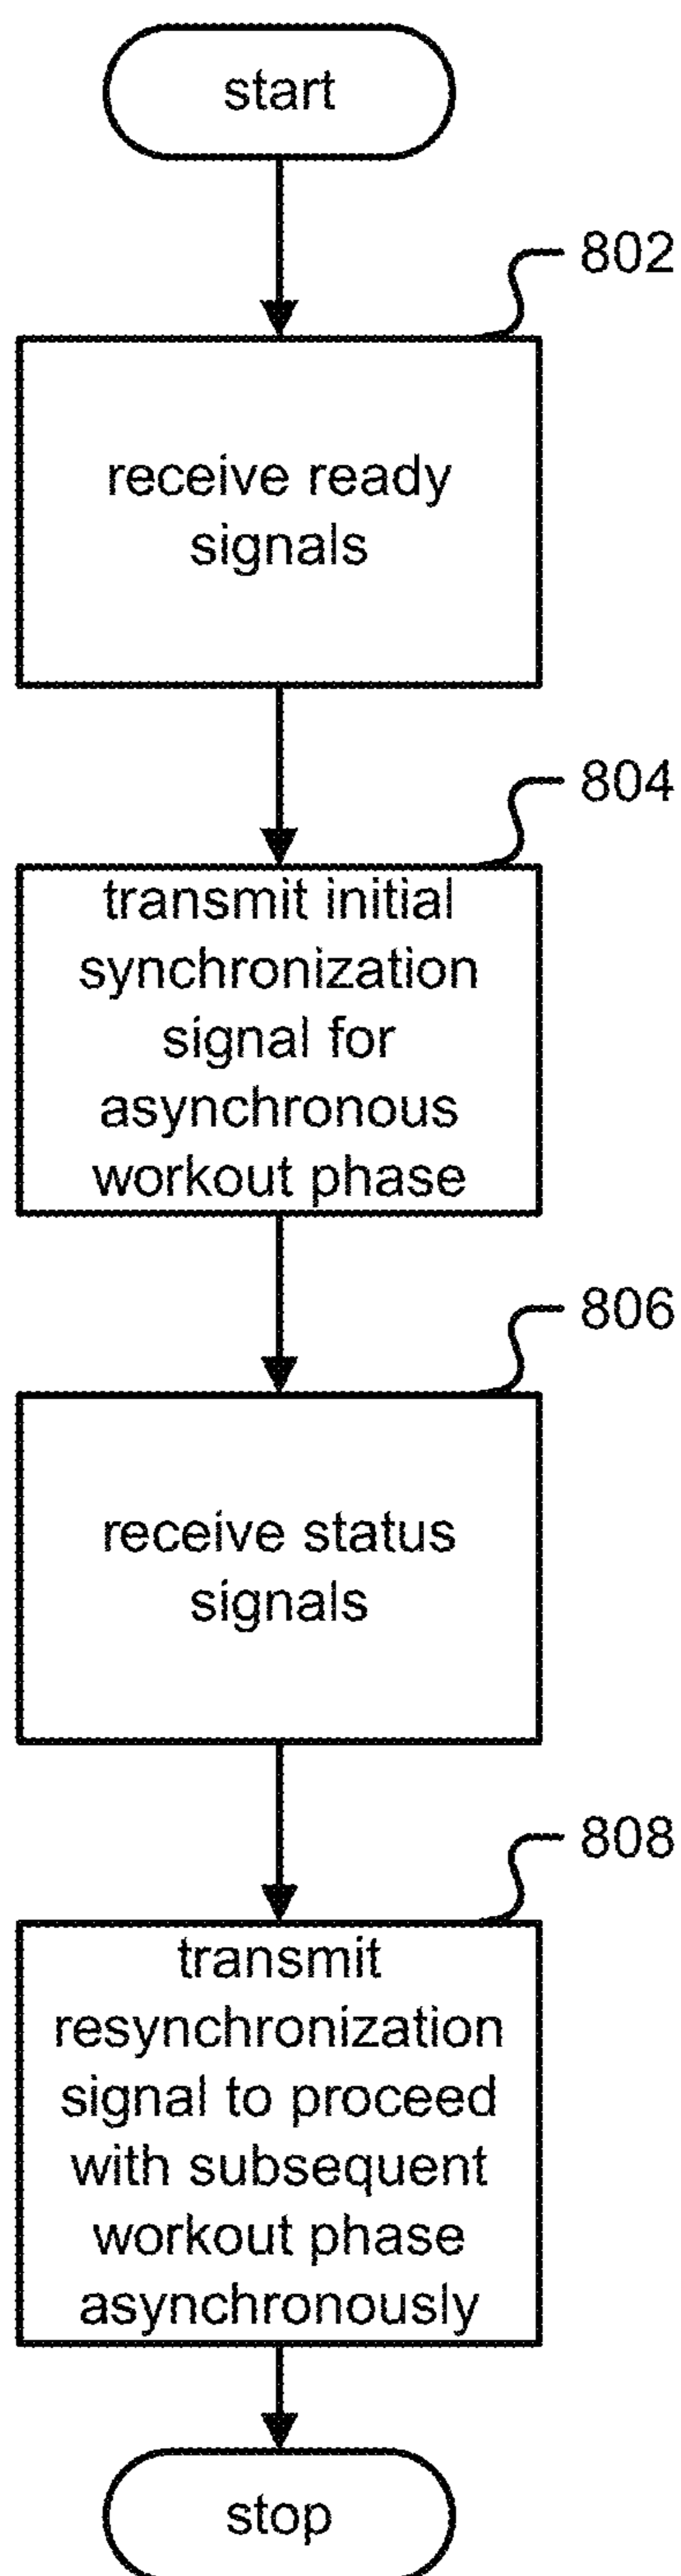 start
802
receive ready
signals
804
transmit initial
synchronization
signal for
asynchronous
workout phase
806
receive status
signals
808
transmit
resynchronization
signal to proceed
with subsequent
workout phase
asynchronously
stop